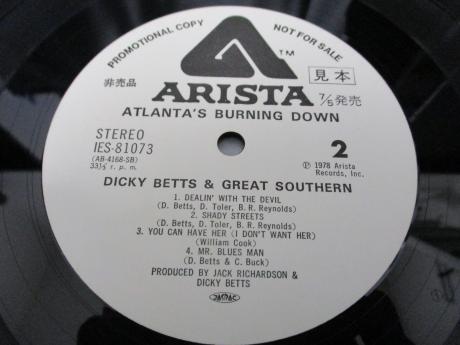 PROMOTIONAL COPY
NOT FOR SALE
TM
非売品
ARISTA
見本
7/5発売
ATLANTA'S BURNING DOWN
STEREO
IES-81073
(AB-4168-SB)
33⅓ r. p. m.
2
Ⓟ 1978 Arista
Records, Inc.
DICKY BETTS & GREAT SOUTHERN
1. DEALIN' WITH THE DEVIL
(D. Betts, D. Toler, B. R. Reynolds)
2. SHADY STREETS
(D. Betts, D. Toler, B. R. Reynolds)
3. YOU CAN HAVE HER (I DON'T WANT HER)
(William Cook)
4. MR. BLUES MAN
(D. Betts & C. Buck)
PRODUCED BY JACK RICHARDSON &
DICKY BETTS
JASRAC